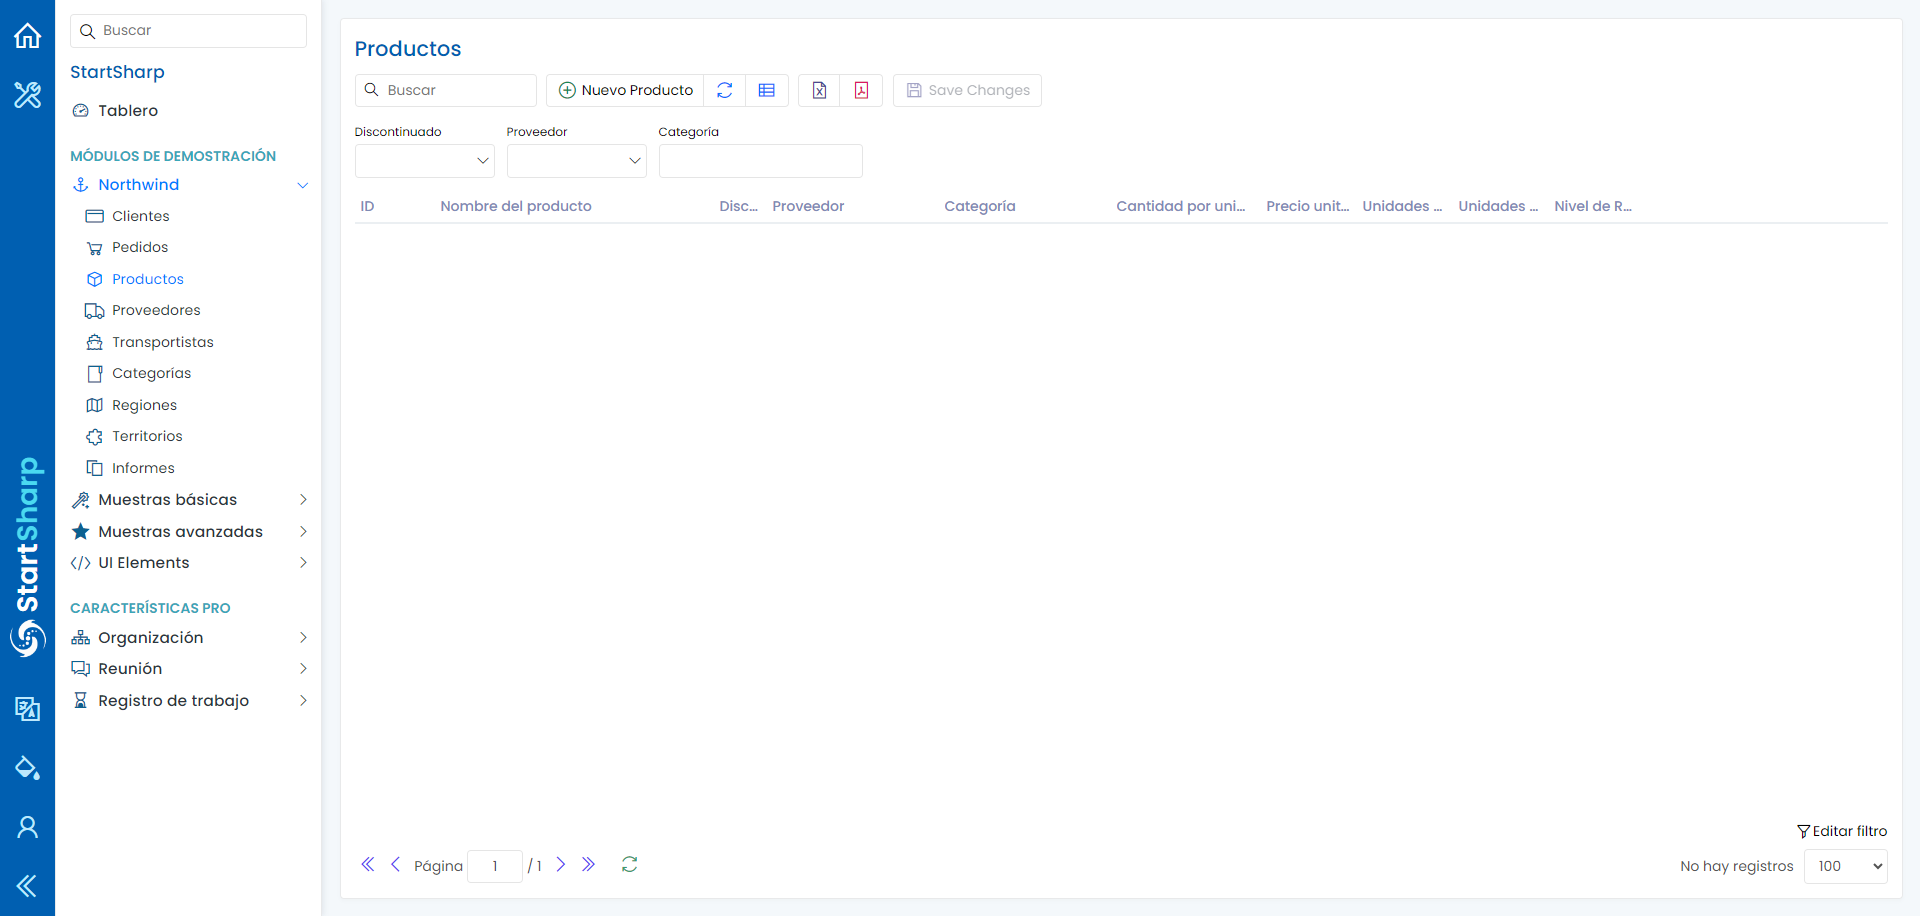 StartSharp
Buscar
StartSharp
Tablero
MÓDULOS DE DEMOSTRACIÓN
Northwind
Clientes
Pedidos
Productos
Proveedores
Transportistas
Categorías
Regiones
Territorios
Informes
Muestras básicas
Muestras avanzadas
UI Elements
CARACTERÍSTICAS PRO
Organización
Reunión
Registro de trabajo
Productos
Buscar
Nuevo Producto
Save Changes
Discontinuado Proveedor Categoría
ID Nombre del producto Disc... Proveedor Categoría Cantidad por uni... Precio unit... Unidades ... Unidades ... Nivel de R...
Editar filtro
Página 1 / 1
No hay registros 100